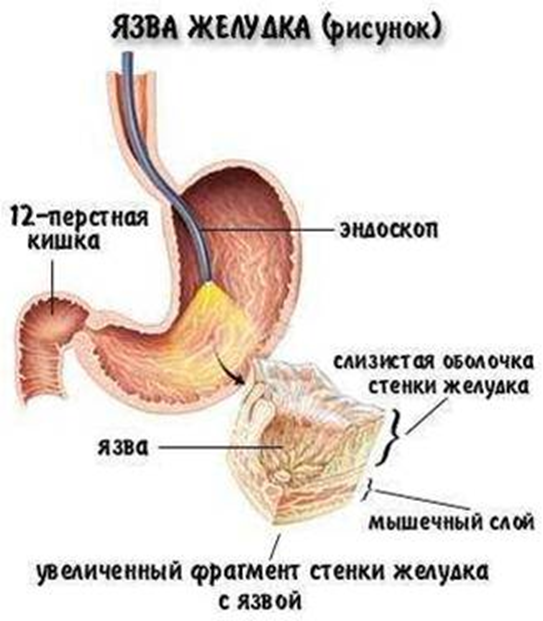 ЯЗВА ЖЕЛУДКА (рисунок)
12-перстная
кишка
эндоскоп
слизистая оболочка
стенки желудка
язва
мышечный слой
увеличенный фрагмент стенки желудка
с язвой